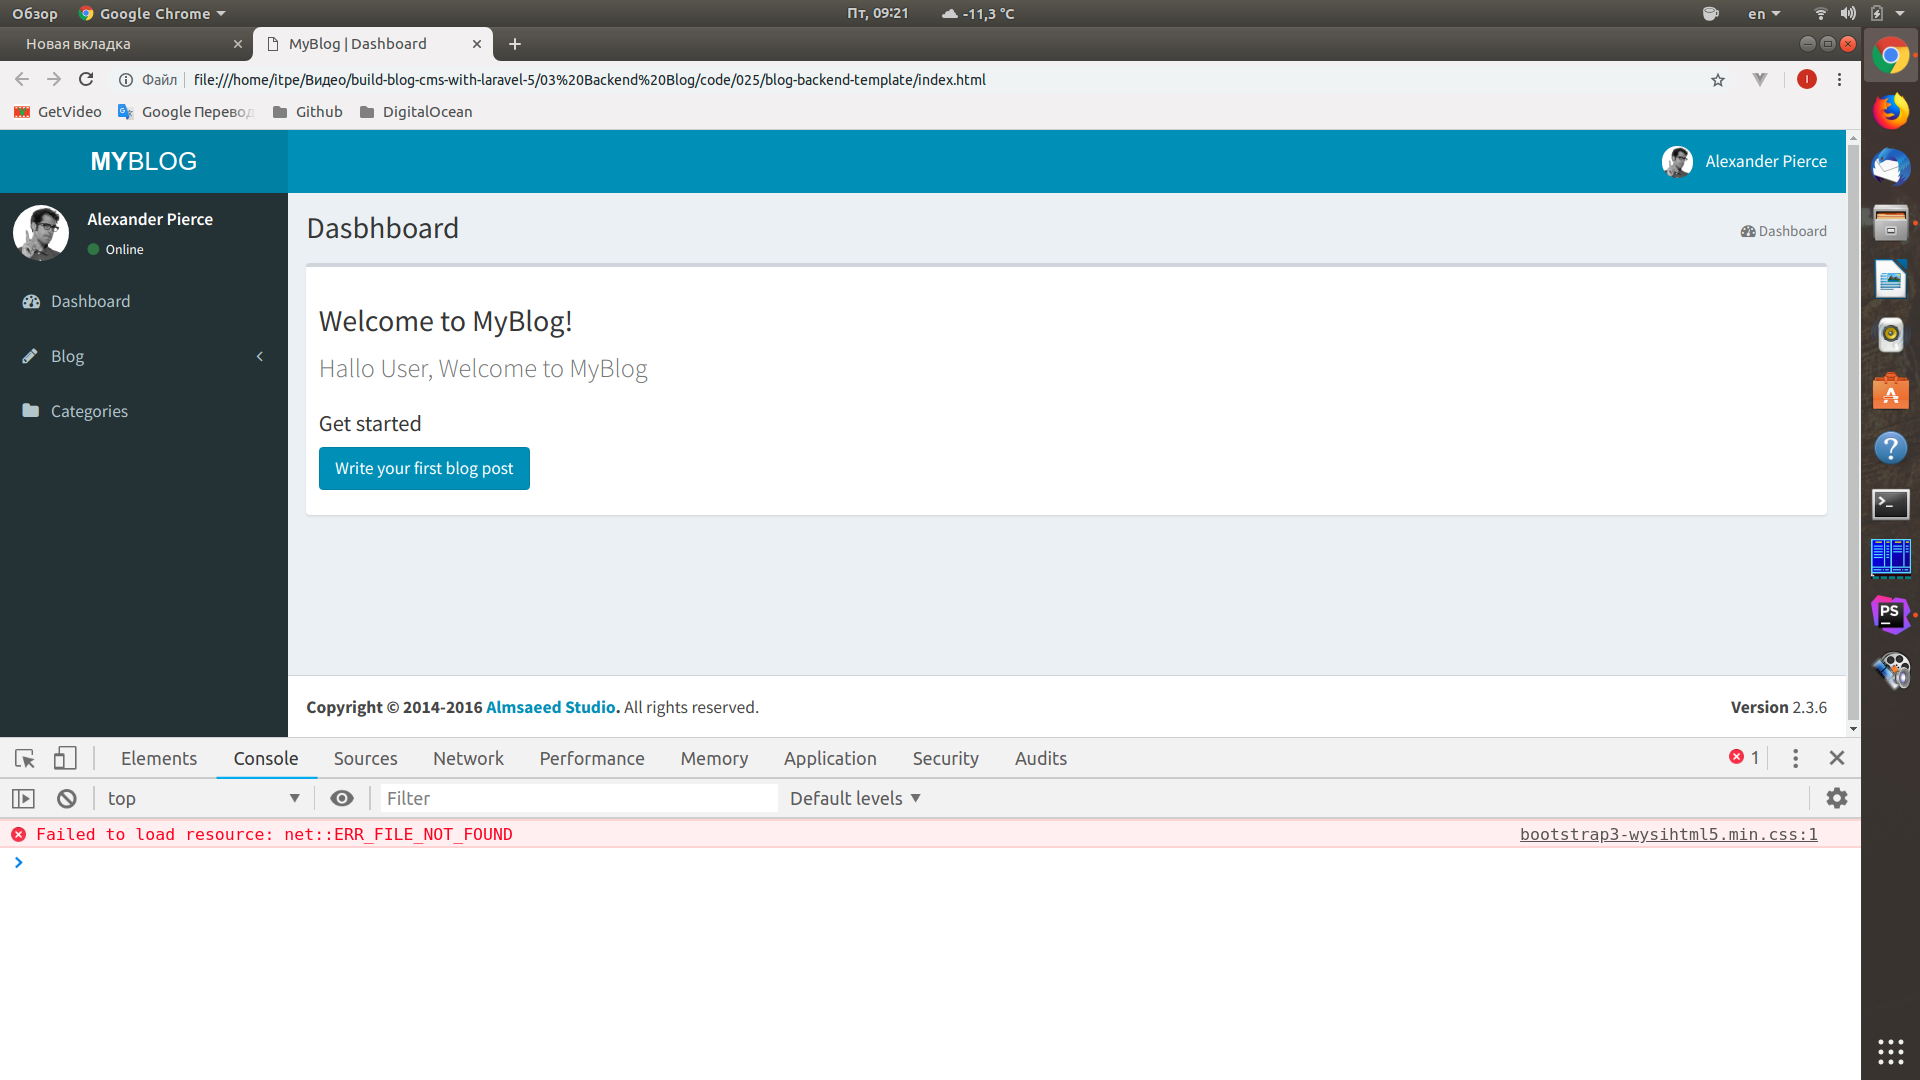 Обзор Google Chrome Пт, 09:21 -11,3 °C en
Новая вкладка MyBlog | Dashboard
Файл file:///home/itpe/Видео/build-blog-cms-with-laravel-5/03%20Backend%20Blog/code/025/blog-backend-template/index.html I
GetVideo Google Перевод Github DigitalOcean
MYBLOG Alexander Pierce
Alexander Pierce
Online
Dasbhboard Dashboard
Dashboard
Blog
Categories
Welcome to MyBlog!
Hallo User, Welcome to MyBlog
Get started
Write your first blog post
Copyright © 2014-2016 Almsaeed Studio. All rights reserved. Version 2.3.6
Elements Console Sources Network Performance Memory Application Security Audits 1
top Filter Default levels
Failed to load resource: net::ERR_FILE_NOT_FOUND bootstrap3-wysihtml5.min.css:1
PS